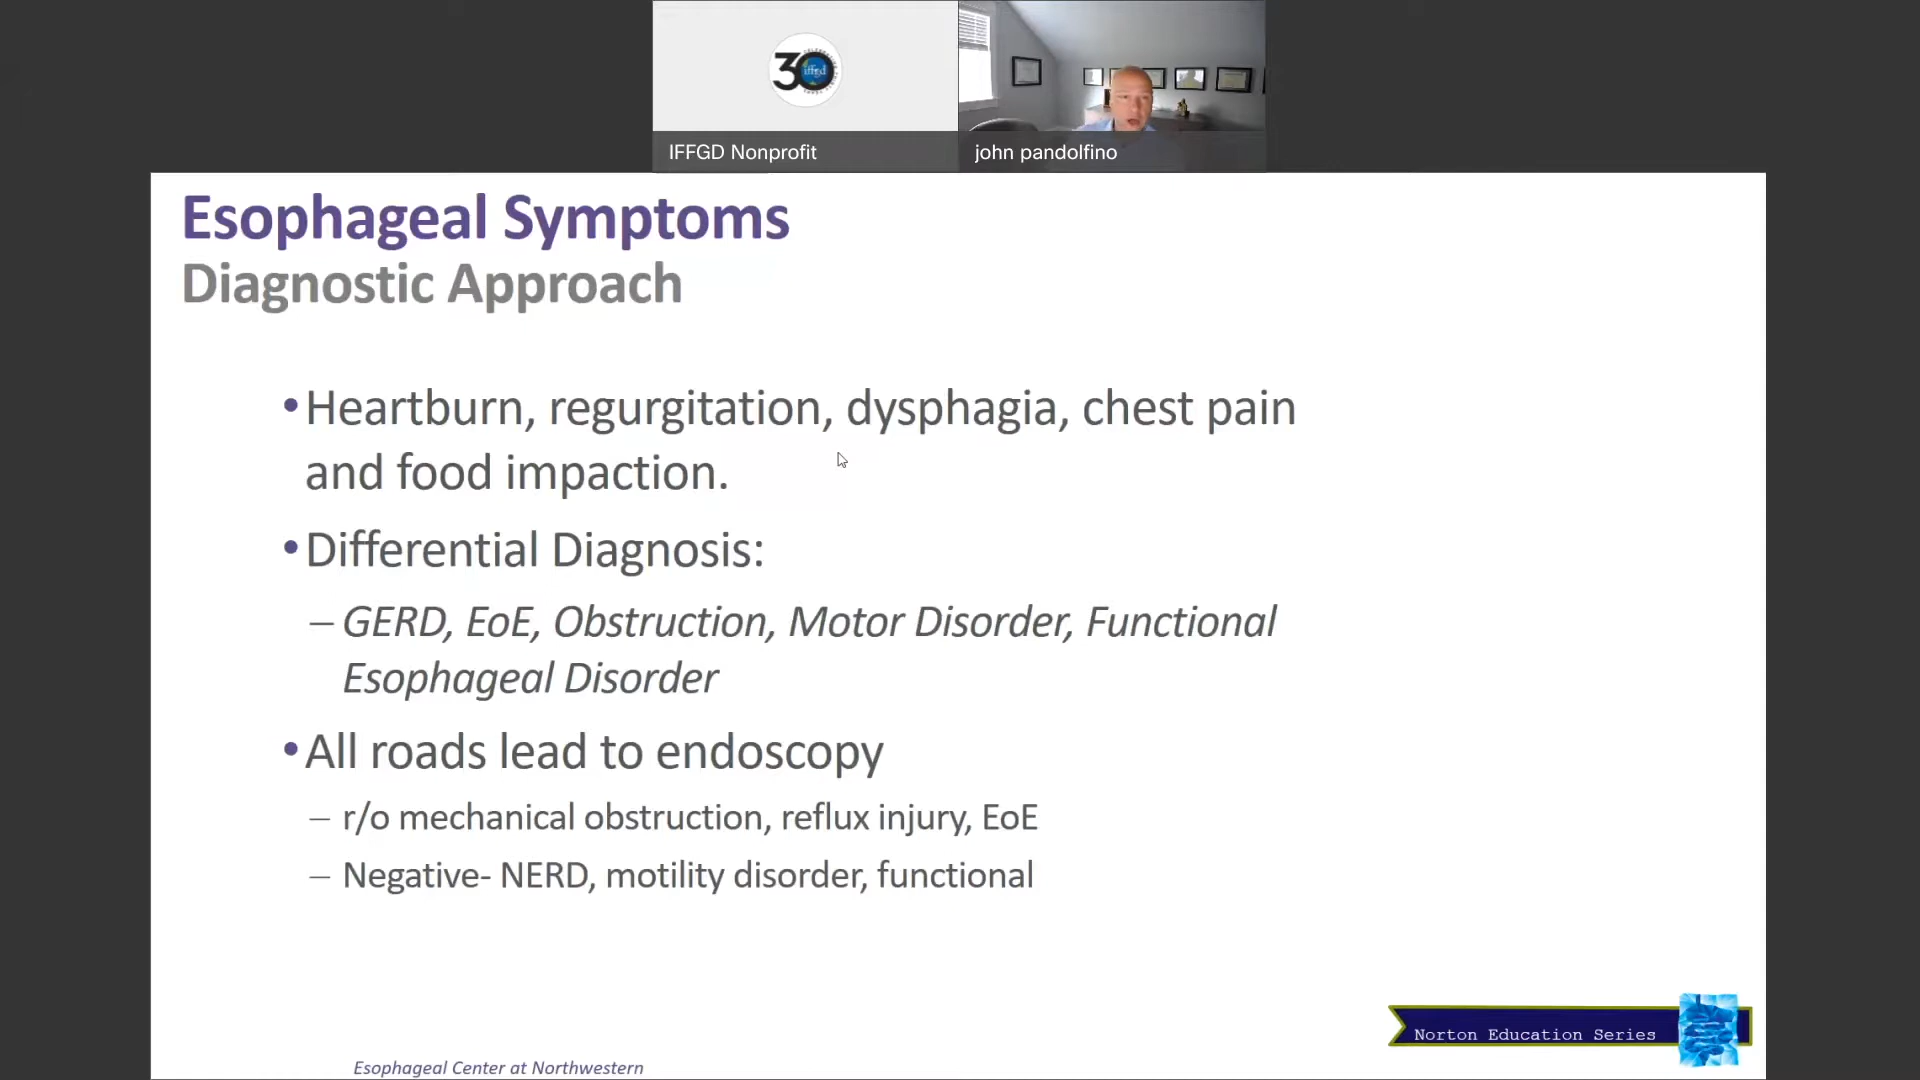 30
iffgd
IFFGD Nonprofit
john pandolfino
Esophageal Symptoms
Diagnostic Approach
•Heartburn, regurgitation, dysphagia, chest pain
and food impaction.
•Differential Diagnosis:
– GERD, EoE, Obstruction, Motor Disorder, Functional
Esophageal Disorder
•All roads lead to endoscopy
– r/o mechanical obstruction, reflux injury, EoE
– Negative- NERD, motility disorder, functional
Norton Education Series
Esophageal Center at Northwestern